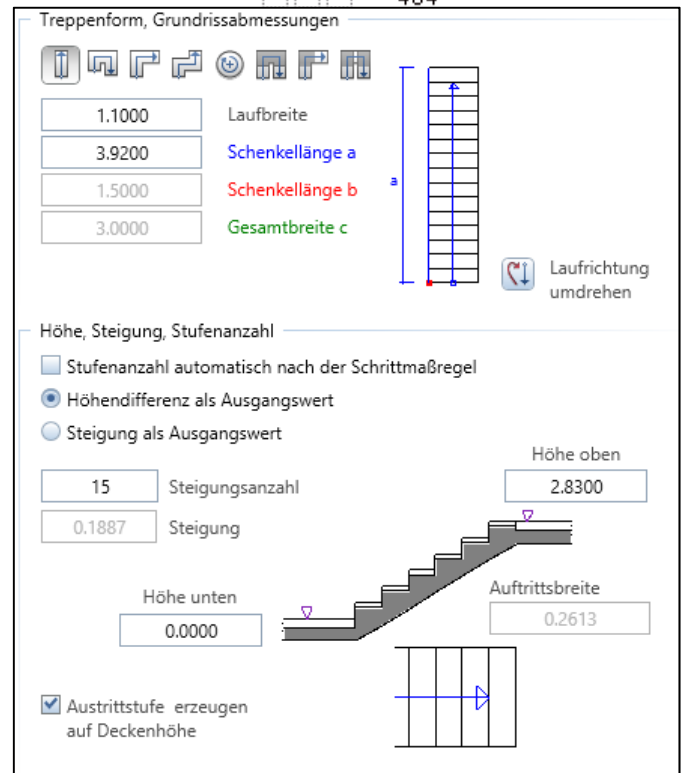 Treppenform, Grundrissabmessungen
1.1000 Laufbreite
3.9200 Schenkellänge a
1.5000 Schenkellänge b
3.0000 Gesamtbreite c
a
Laufrichtung
umdrehen
Höhe, Steigung, Stufenanzahl
Stufenanzahl automatisch nach der Schrittmaßregel
Höhendifferenz als Ausgangswert
Steigung als Ausgangswert
Höhe oben
15 Steigungsanzahl 2.8300
0.1887 Steigung
Höhe unten Auftrittsbreite
0.0000 0.2613
Austrittstufe erzeugen
auf Deckenhöhe